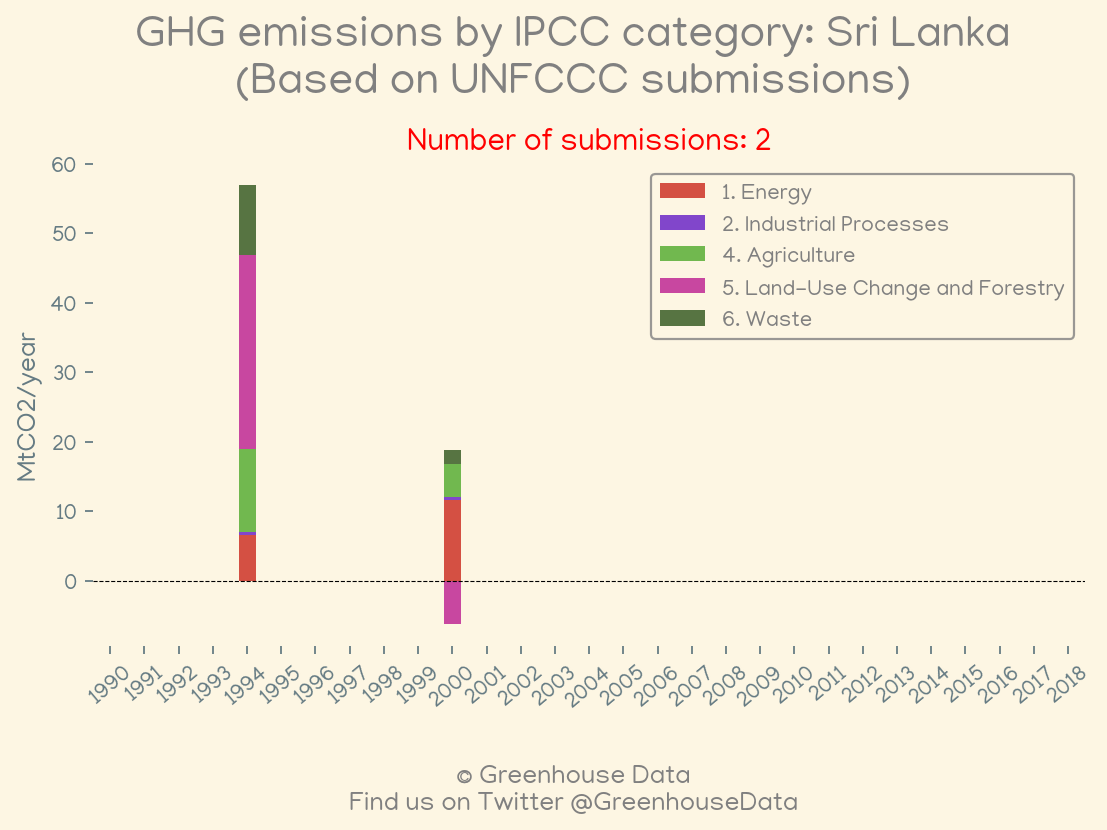 GHG emissions by IPCC category: Sri Lanka
(Based on UNFCCC submissions)
Number of submissions: 2
60
50
40
30
20
10
0
MtCO2/year
1. Energy
2. Industrial Processes
4. Agriculture
5. Land-Use Change and Forestry
6. Waste
1990 1991 1992 1993 1994 1995 1996 1997 1998 1999 2000 2001 2002 2003 2004 2005 2006 2007 2008 2009 2010 2011 2012 2013 2014 2015 2016 2017 2018
© Greenhouse Data
Find us on Twitter @GreenhouseData